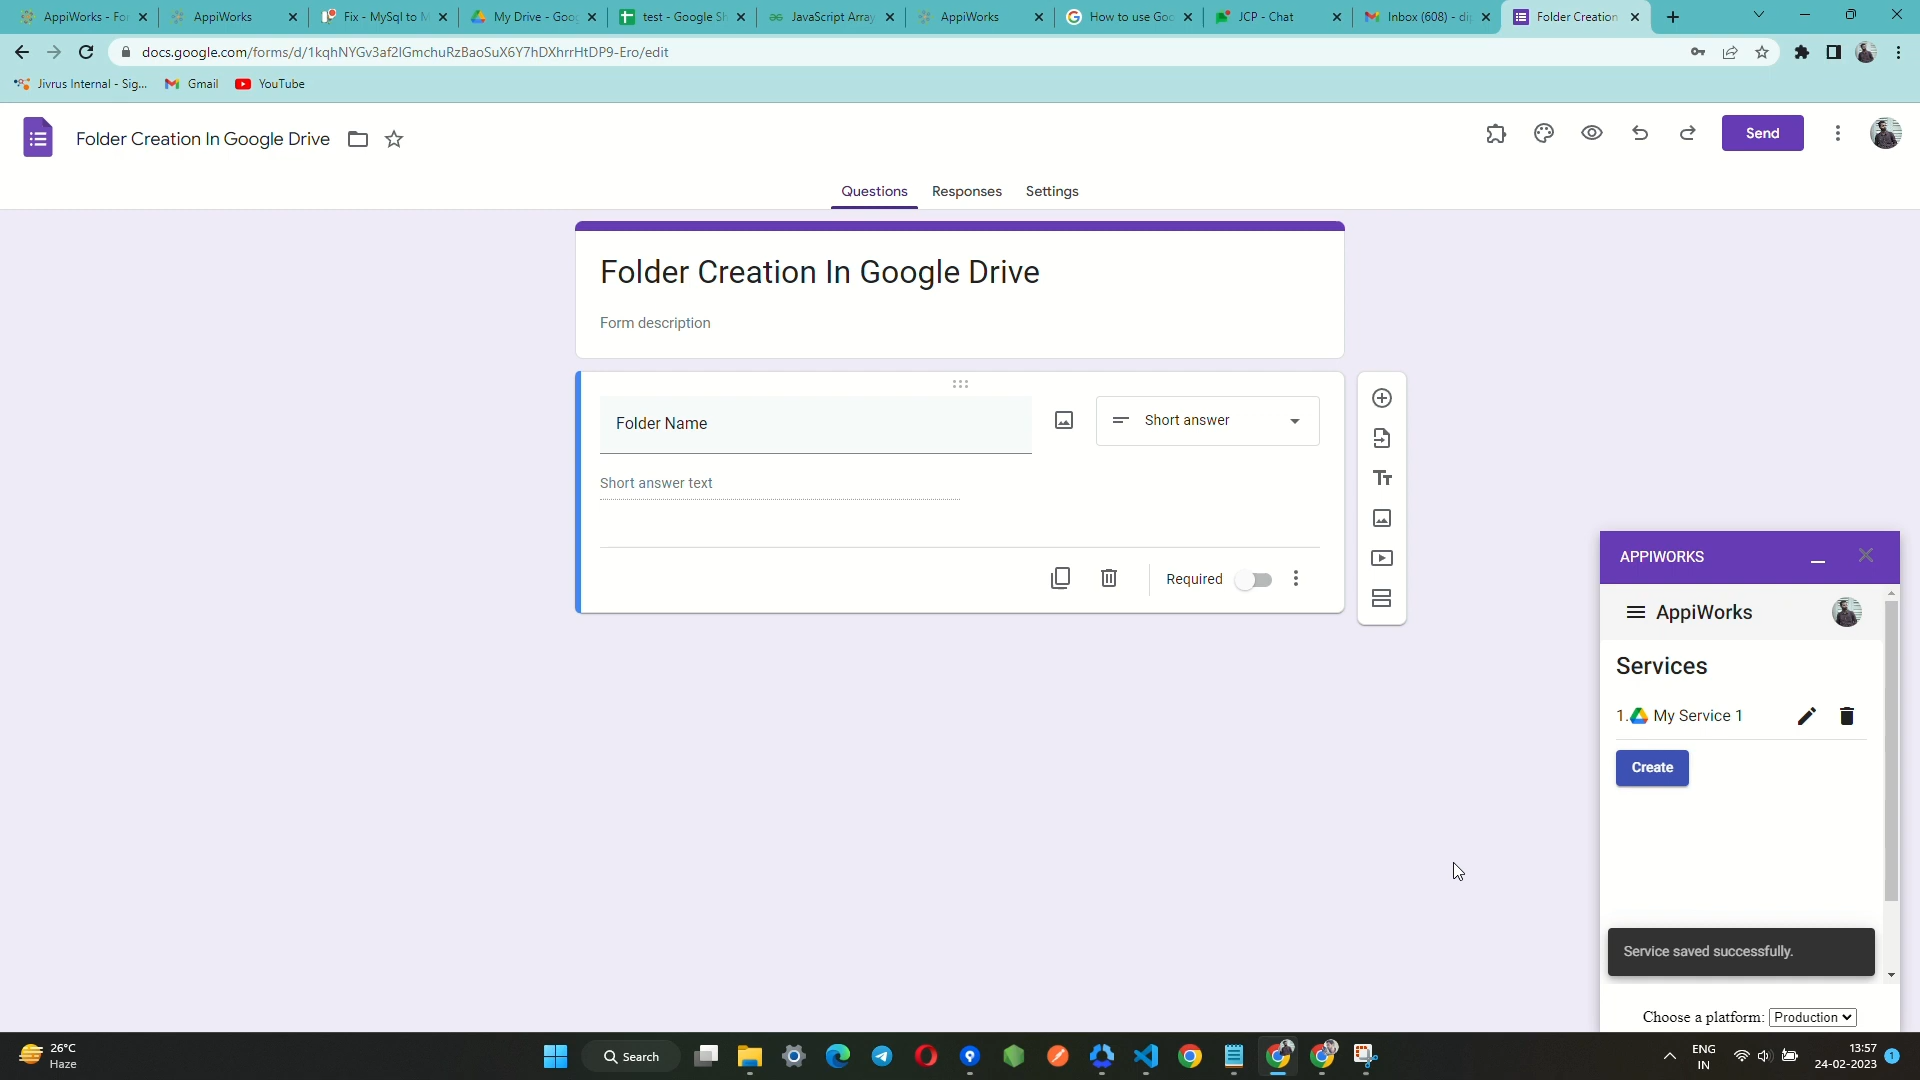 AppiWorks - Fo
AppiWorks
Fix - MySql to M
My Drive - Goog
test - Google Sh
JavaScript Array
AppiWorks
How to use Goo
JCP - Chat
Inbox (608) - di
Folder Creation
docs.google.com/forms/d/1kqhNYGv3af2lGmchuRzBaoSuX6Y7hDXhrrHtDP9-Ero/edit
Jivrus Internal - Sig...
Gmail
YouTube
Folder Creation In Google Drive
Send
Questions
Responses
Settings
Folder Creation In Google Drive
Form description
Folder Name
Short answer
Short answer text
Required
APPIWORKS
AppiWorks
Services
1. My Service 1
Create
Service saved successfully.
Choose a platform: Production
26°C
Haze
Search
ENG
IN
13:57
24-02-2023
1